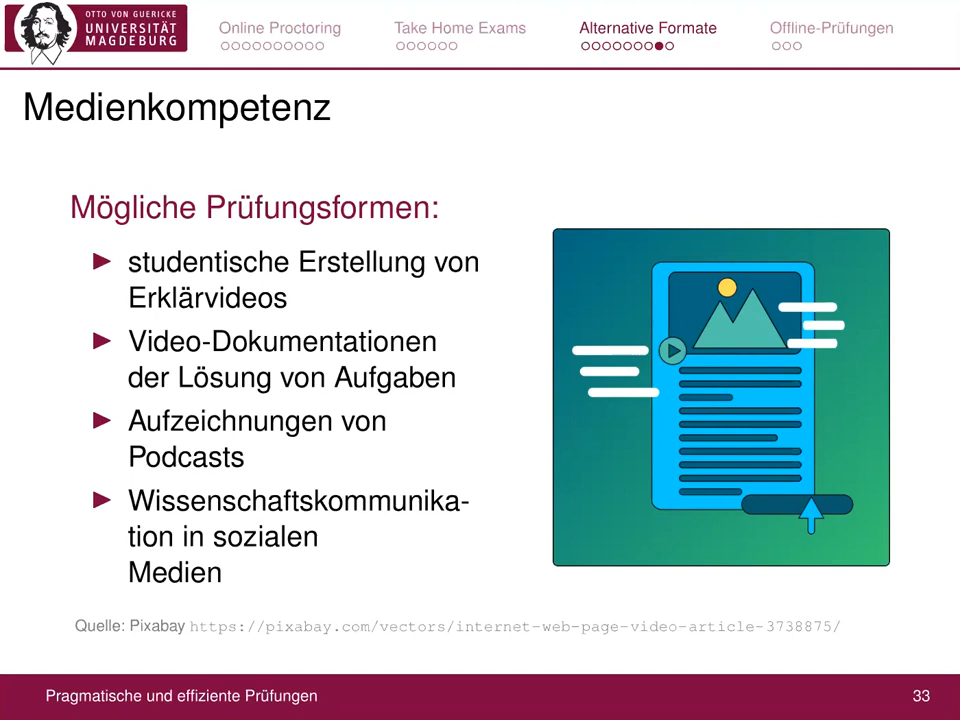 OTTO VON GUERICKE
UNIVERSITÄT
MAGDEBURG
Online Proctoring
Take Home Exams
Alternative Formate
Offline-Prüfungen
Medienkompetenz
Mögliche Prüfungsformen:
studentische Erstellung von
Erklärvideos
Video-Dokumentationen
der Lösung von Aufgaben
Aufzeichnungen von
Podcasts
Wissenschaftskommunika-
tion in sozialen
Medien
Quelle: Pixabay https://pixabay.com/vectors/internet-web-page-video-article-3738875/
Pragmatische und effiziente Prüfungen
33